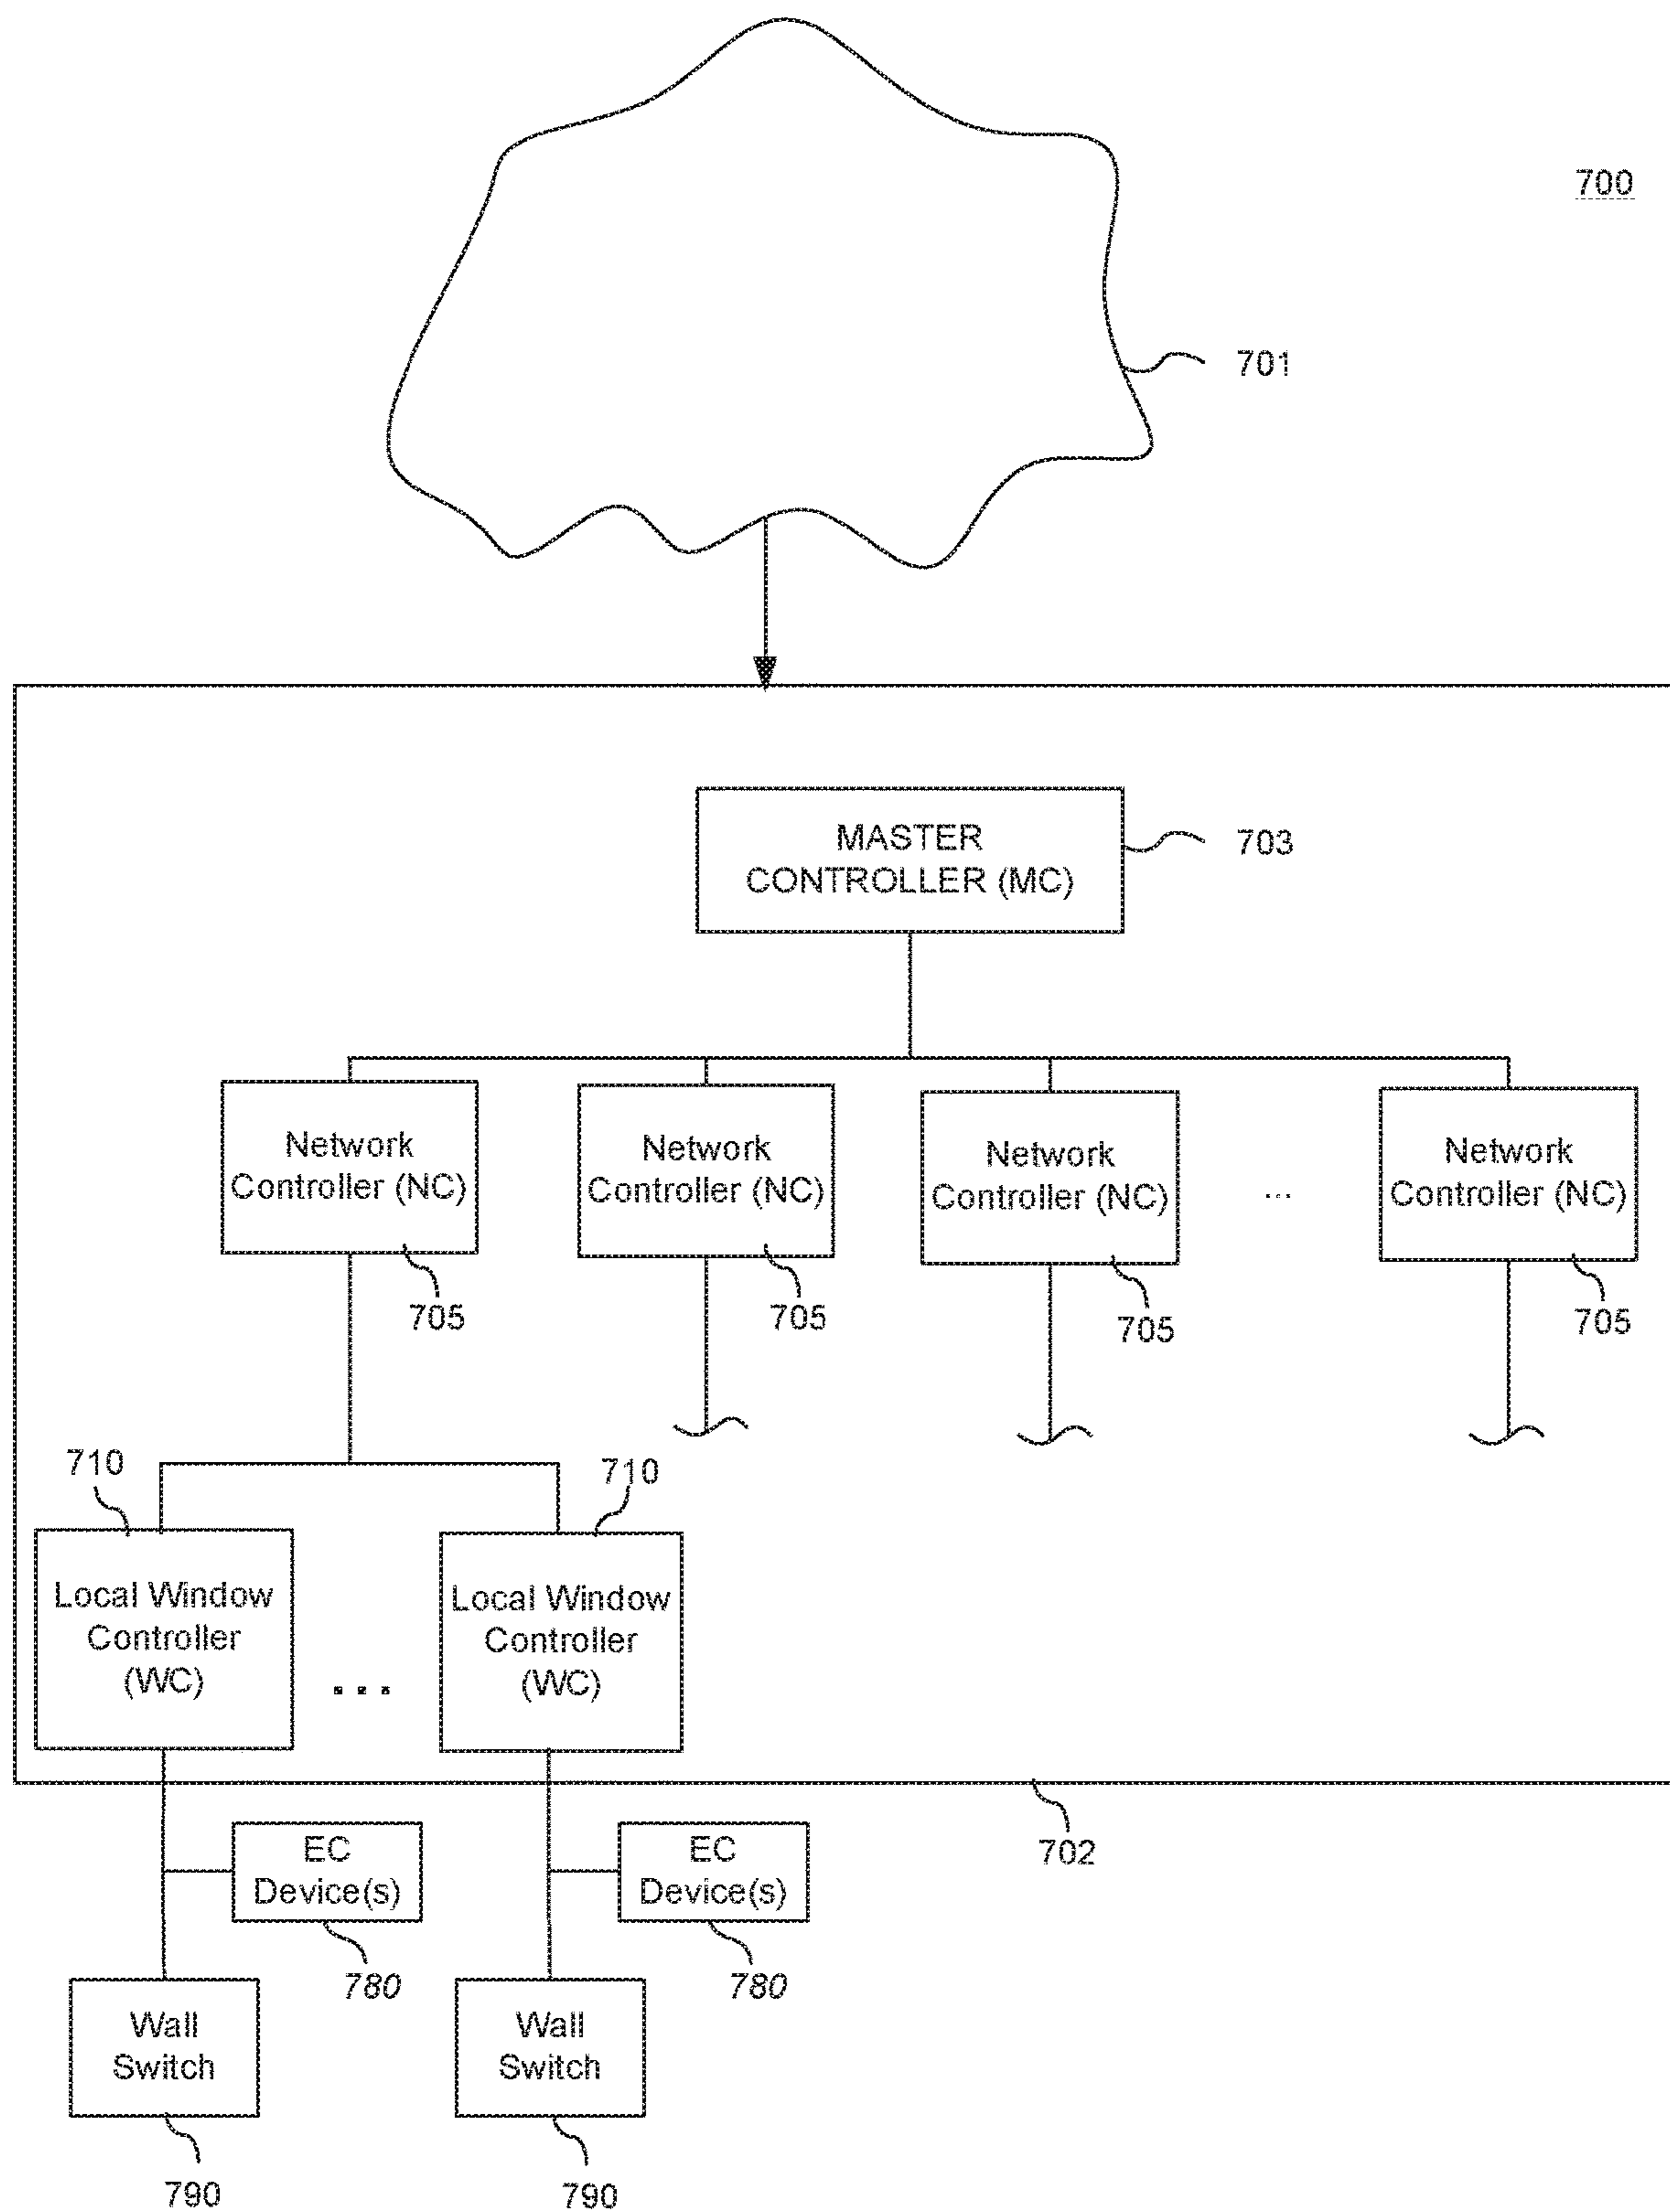 700
701
MASTER
CONTROLLER (MC)
703
Network
Controller (NC)
705
Network
Controller (NC)
705
Network
Controller (NC)
705
...
Network
Controller (NC)
705
710
Local Window
Controller
(WC)
...
710
Local Window
Controller
(WC)
702
EC
Device(s)
780
EC
Device(s)
780
Wall
Switch
790
Wall
Switch
790